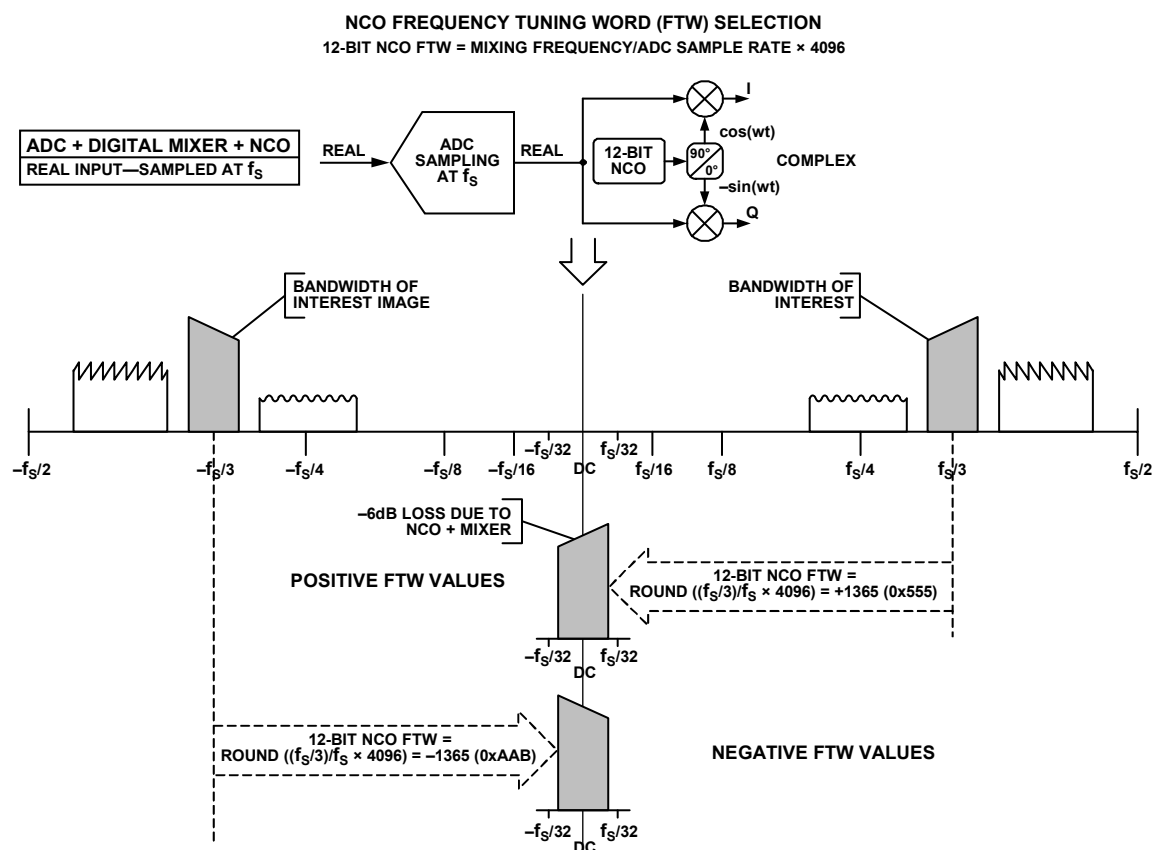 NCO FREQUENCY TUNING WORD (FTW) SELECTION
12-BIT NCO FTW = MIXING FREQUENCY/ADC SAMPLE RATE × 4096
ADC + DIGITAL MIXER + NCO
REAL INPUT—SAMPLED AT fS
REAL
ADC
SAMPLING
AT fS
REAL
12-BIT
NCO
90°
0°
I
cos(wt)
COMPLEX
–sin(wt)
Q
BANDWIDTH OF
INTEREST IMAGE
BANDWIDTH OF
INTEREST
–fS/2
–fS/3
–fS/4
–fS/8
–fS/16
–fS/32
DC
fS/32
fS/16
fS/8
fS/4
fS/3
fS/2
–6dB LOSS DUE TO
NCO + MIXER
POSITIVE FTW VALUES
12-BIT NCO FTW =
ROUND ((fS/3)/fS × 4096) = +1365 (0x555)
–fS/32
DC
fS/32
12-BIT NCO FTW =
ROUND ((fS/3)/fS × 4096) = –1365 (0xAAB)
NEGATIVE FTW VALUES
–fS/32
DC
fS/32